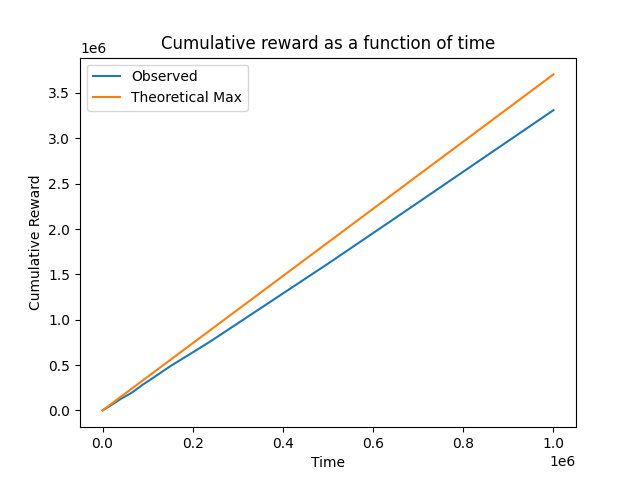 Cumulative reward as a function of time
1e6
Observed
Theoretical Max
3.5
3.0
2.5
2.0
1.5
1.0
0.5
0.0
Cumulative Reward
0.0 0.2 0.4 0.6 0.8 1.0
Time
1e6